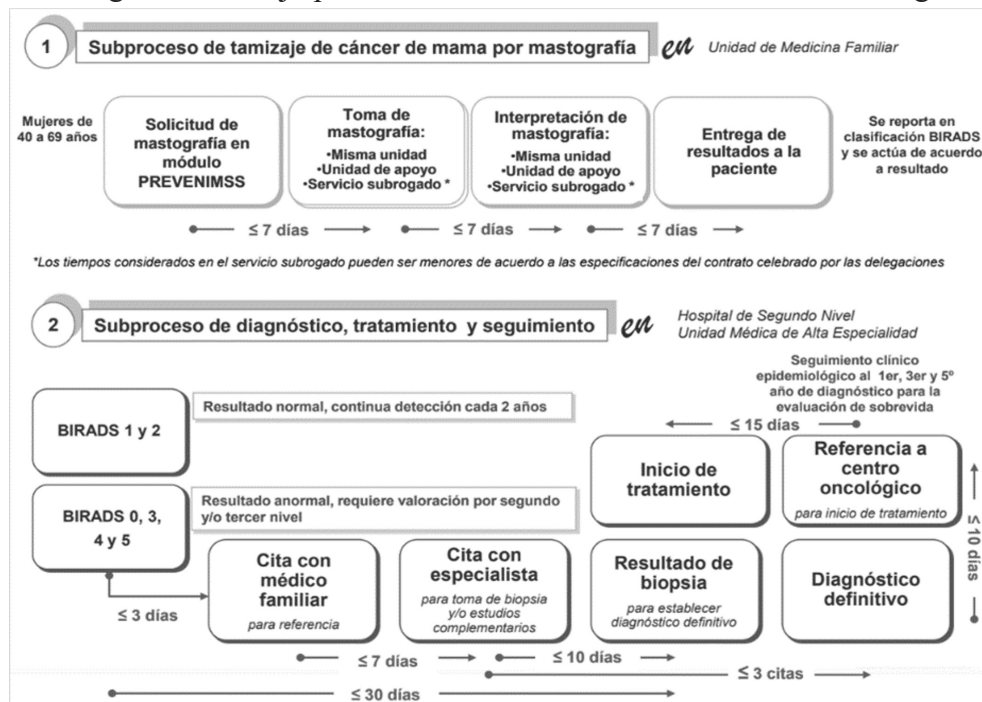 1
Subproceso de tamizaje de cáncer de mama por mastografía
en
Unidad de Medicina Familiar
Mujeres de
40 a 69 años
Solicitud de
mastografía en
módulo
PREVENIMSS
Toma de
mastografía:
•Misma unidad
•Unidad de apoyo
•Servicio subrogado *
Interpretación de
mastografía:
•Misma unidad
•Unidad de apoyo
•Servicio subrogado *
Entrega de
resultados a la
paciente
Se reporta en
clasificación BIRADS
y se actúa de acuerdo
a resultado
≤ 7 días
≤ 7 días
≤ 7 días
*Los tiempos considerados en el servicio subrogado pueden ser menores de acuerdo a las especificaciones del contrato celebrado por las delegaciones
2
Subproceso de diagnóstico, tratamiento y seguimiento
en
Hospital de Segundo Nivel
Unidad Médica de Alta Especialidad
Seguimiento clínico
epidemiológico al 1er, 3er y 5º
año de diagnóstico para la
evaluación de sobrevida
BIRADS 1 y 2
Resultado normal, continua detección cada 2 años
≤ 15 días
Inicio de
tratamiento
Referencia a
centro
oncológico
para inicio de tratamiento
BIRADS 0, 3,
4 y 5
Resultado anormal, requiere valoración por segundo
y/o tercer nivel
≤ 10 días
≤ 3 días
Cita con
médico
familiar
para referencia
Cita con
especialista
para toma de biopsia
y/o estudios
complementarios
Resultado de
biopsia
para establecer
diagnóstico definitivo
Diagnóstico
definitivo
≤ 7 días
≤ 10 días
≤ 3 citas
≤ 30 días